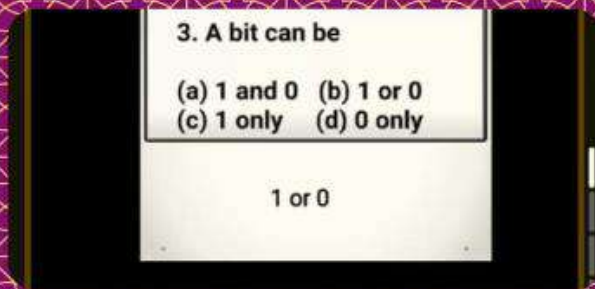 3. A bit can be
(a) 1 and 0 (b) 1 or 0
(c) 1 only (d) 0 only
1 or 0